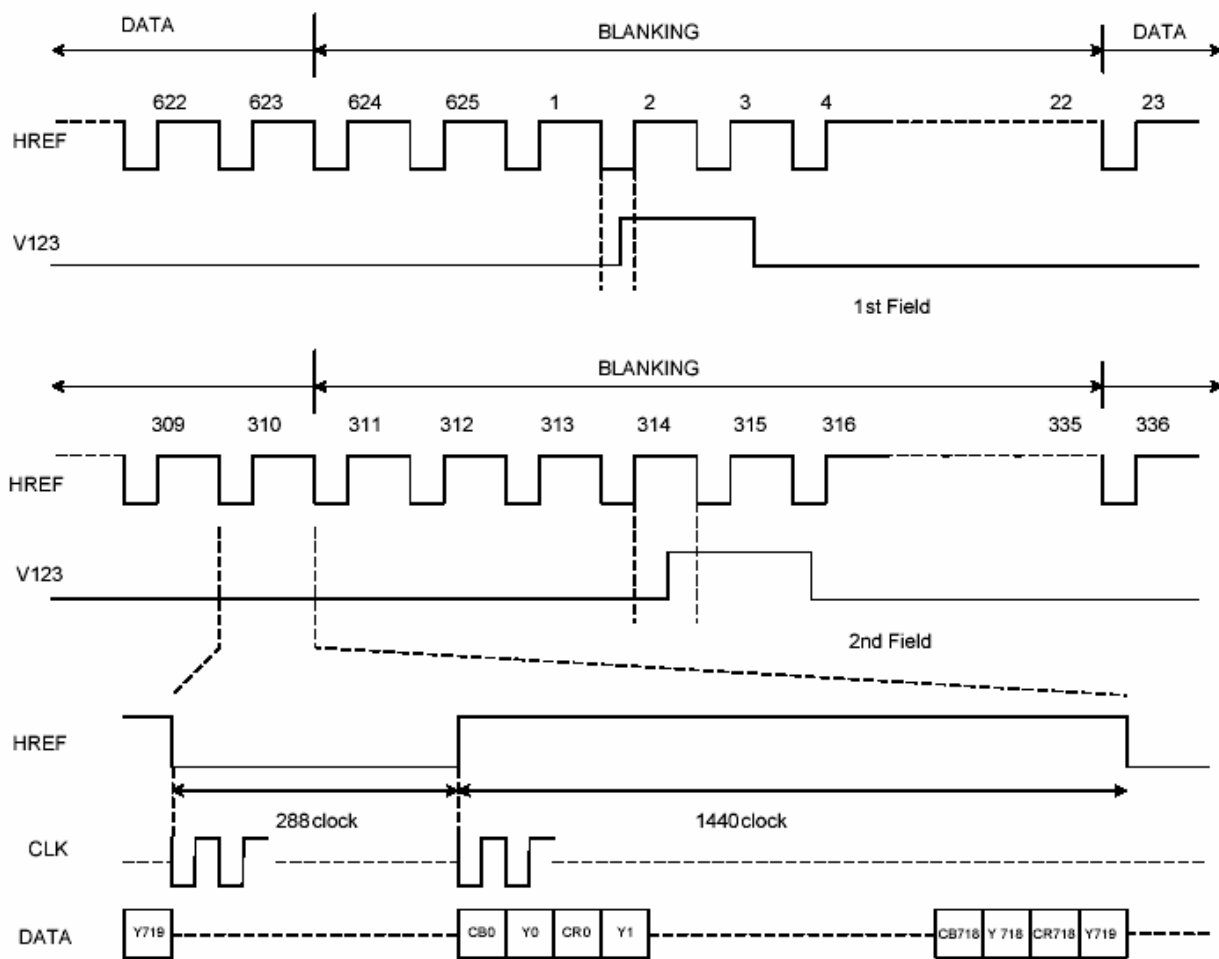 DATA BLANKING DATA
622 623 624 625 1 2 3 4 22 23
HREF
V123
1st Field
BLANKING
309 310 311 312 313 314 315 316 335 336
HREF
V123
2nd Field
HREF
288clock 1440clock
CLK
DATA Y719 CB0 Y0 CR0 Y1 CB718 Y 718 CR718 Y719